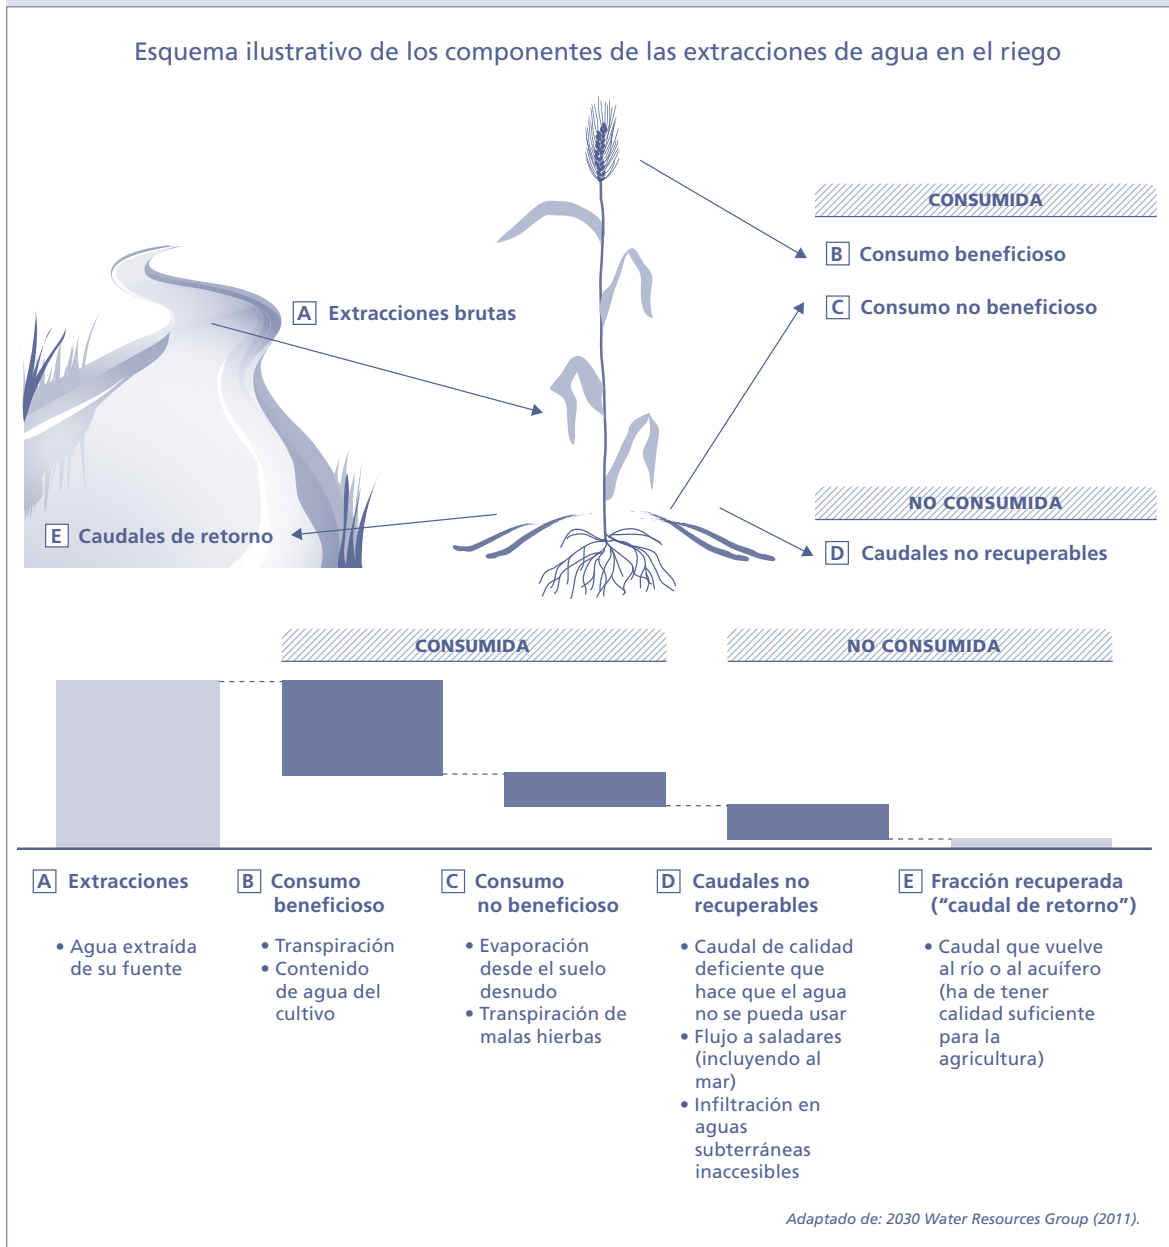 Esquema ilustrativo de los componentes de las extracciones de agua en el riego
CONSUMIDA
B Consumo beneficioso
A Extracciones brutas
C Consumo no beneficioso
NO CONSUMIDA
E Caudales de retorno
D Caudales no recuperables
CONSUMIDA
NO CONSUMIDA
A Extracciones
• Agua extraída
de su fuente
B Consumo
beneficioso
• Transpiración
• Contenido
de agua del
cultivo
C Consumo
no beneficioso
• Evaporación
desde el suelo
desnudo
• Transpiración de
malas hierbas
D Caudales no
recuperables
• Caudal de calidad
deficiente que
hace que el agua
no se pueda usar
• Flujo a saladares
(incluyendo al
mar)
• Infiltración en
aguas
subterráneas
inaccesibles
E Fracción recuperada
(“caudal de retorno”)
• Caudal que vuelve
al río o al acuífero
(ha de tener
calidad suficiente
para la
agricultura)
Adaptado de: 2030 Water Resources Group (2011).